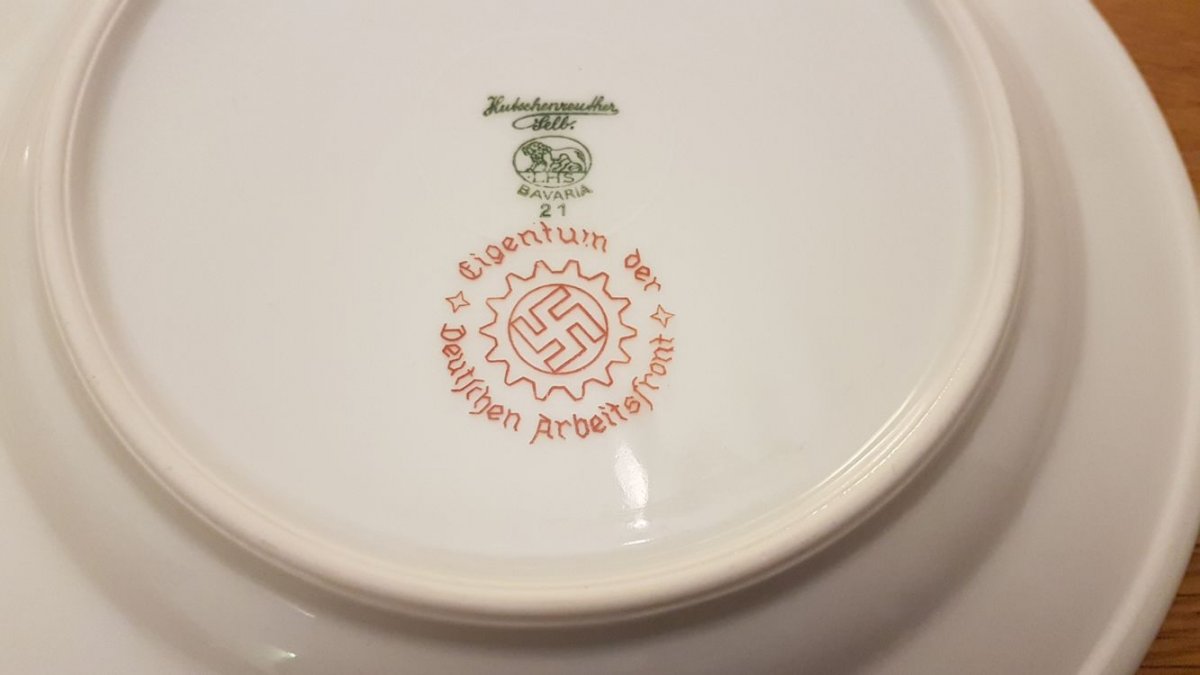 Hutschenreuther
Selb.
LHS
BAVARIA
21
Eigentum der
Deutschen Arbeitsfront